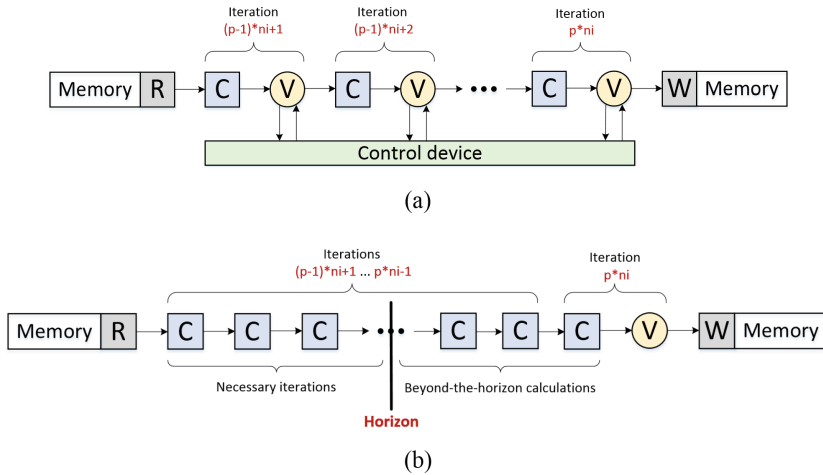 Iteration
(p-1)*ni+1
Iteration
(p-1)*ni+2
Iteration
p*ni
Memory R C V C V ••• C V W Memory
Control device
(a)
Iterations
(p-1)*ni+1 ... p*ni-1
Iteration
p*ni
Memory R C C C ••• C C C V W Memory
Necessary iterations
Beyond-the-horizon calculations
Horizon
(b)